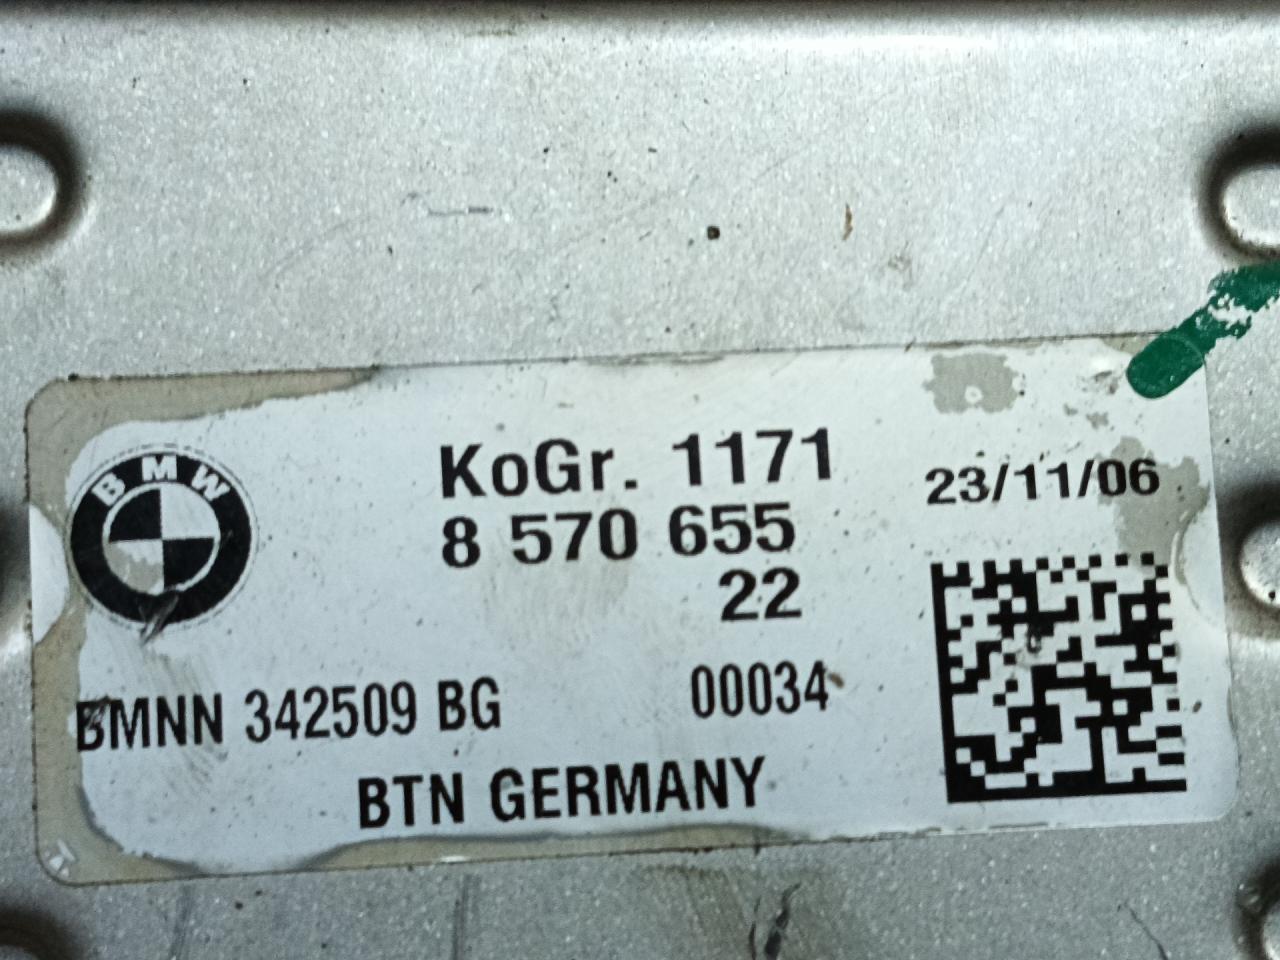 BMW
KoGr. 1171
8 570 655
22
23/11/06
BMNN 342509 BG
00034
BTN GERMANY